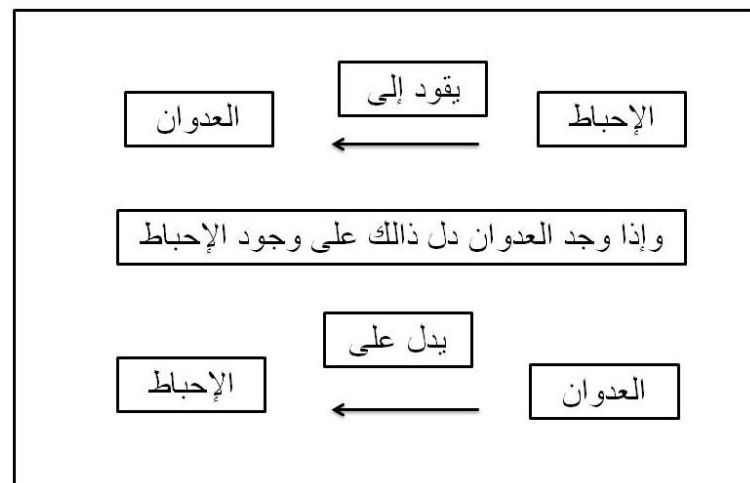 الإحباط
يقود إلى
العدوان
وإذا وجد العدوان دل ذالك على وجود الإحباط
العدوان
يدل على
الإحباط